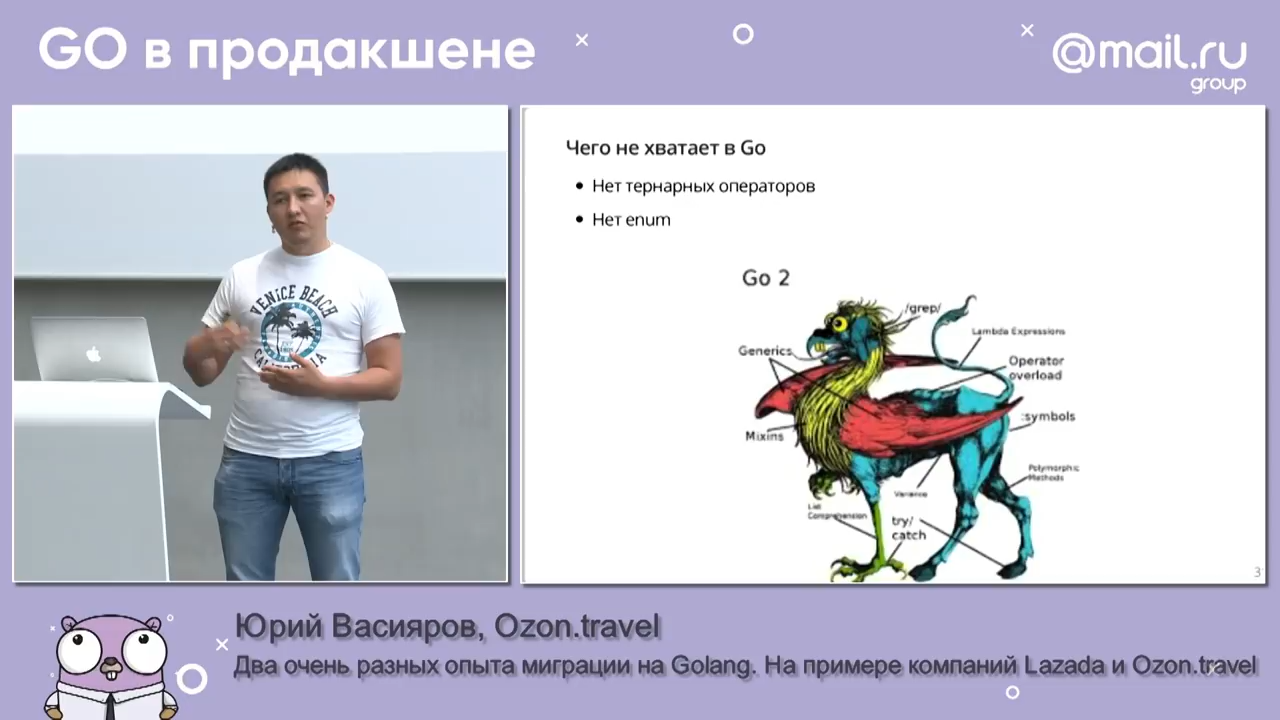 GO в продакшене
@mail.ru
group
VENICE BEACH
CALIFORNIA
Чего не хватает в Go
• Нет тернарных операторов
• Нет enum
Go 2
/grep/
Lambda Expressions
Generics
Operator
overload
:symbols
Mixins
Polymorphic
Methods
Variance
List
Comprehension
try/
catch
3
Юрий Васияров, Ozon.travel
Два очень разных опыта миграции на Golang. На примере компаний Lazada и Ozon.travel